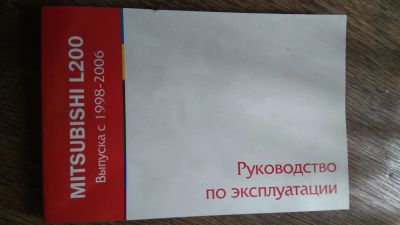 MITSUBISHI L200
Выпуска с 1998-2006
Руководство
по эксплуатации